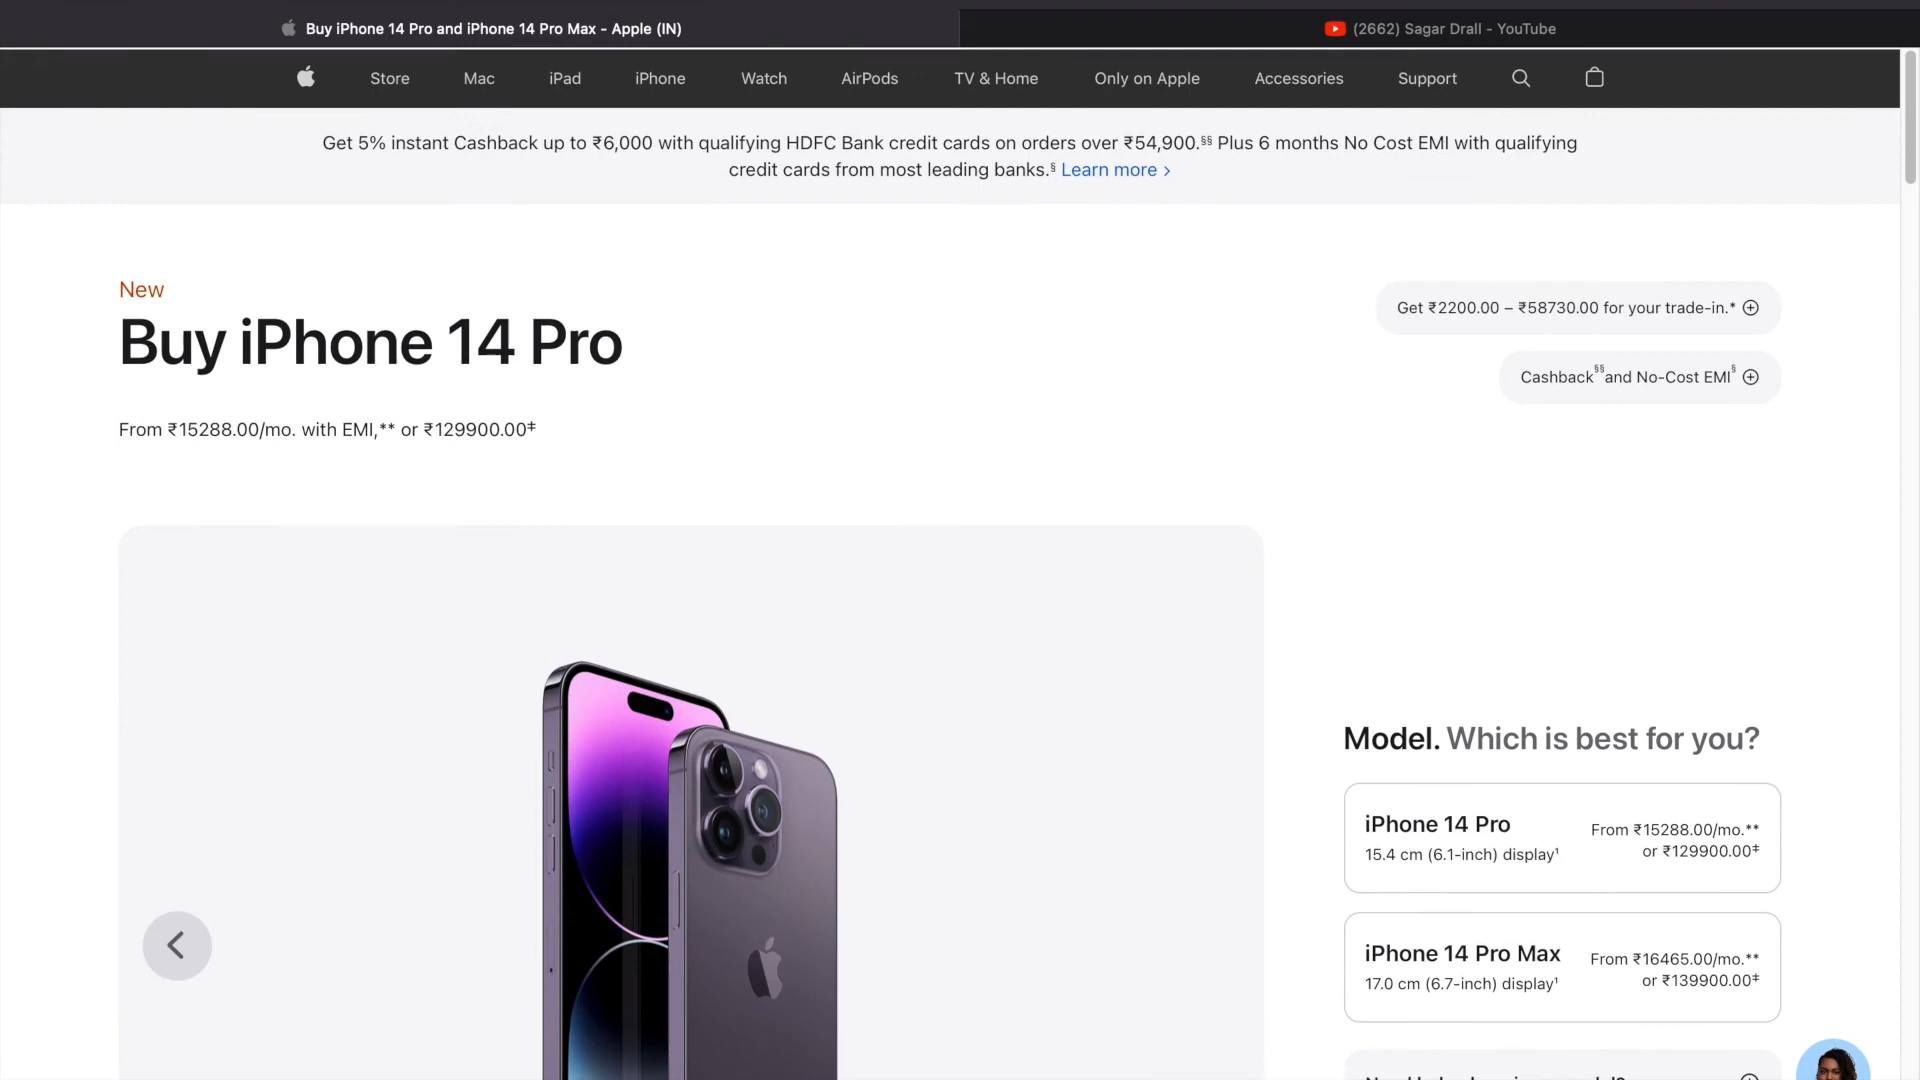 Buy iPhone 14 Pro and iPhone 14 Pro Max - Apple (IN)
(2662) Sagar Drall - YouTube
Store Mac iPad iPhone Watch AirPods TV & Home Only on Apple Accessories Support
Get 5% instant Cashback up to ₹6,000 with qualifying HDFC Bank credit cards on orders over ₹54,900.§§ Plus 6 months No Cost EMI with qualifying
credit cards from most leading banks.§ Learn more >
New
Buy iPhone 14 Pro
From ₹15288.00/mo. with EMI,** or ₹129900.00‡
Get ₹2200.00 – ₹58730.00 for your trade-in.*
Cashback§§and No-Cost EMI§
Model. Which is best for you?
iPhone 14 Pro
15.4 cm (6.1-inch) display¹
From ₹15288.00/mo.**
or ₹129900.00‡
iPhone 14 Pro Max
17.0 cm (6.7-inch) display¹
From ₹16465.00/mo.**
or ₹139900.00‡